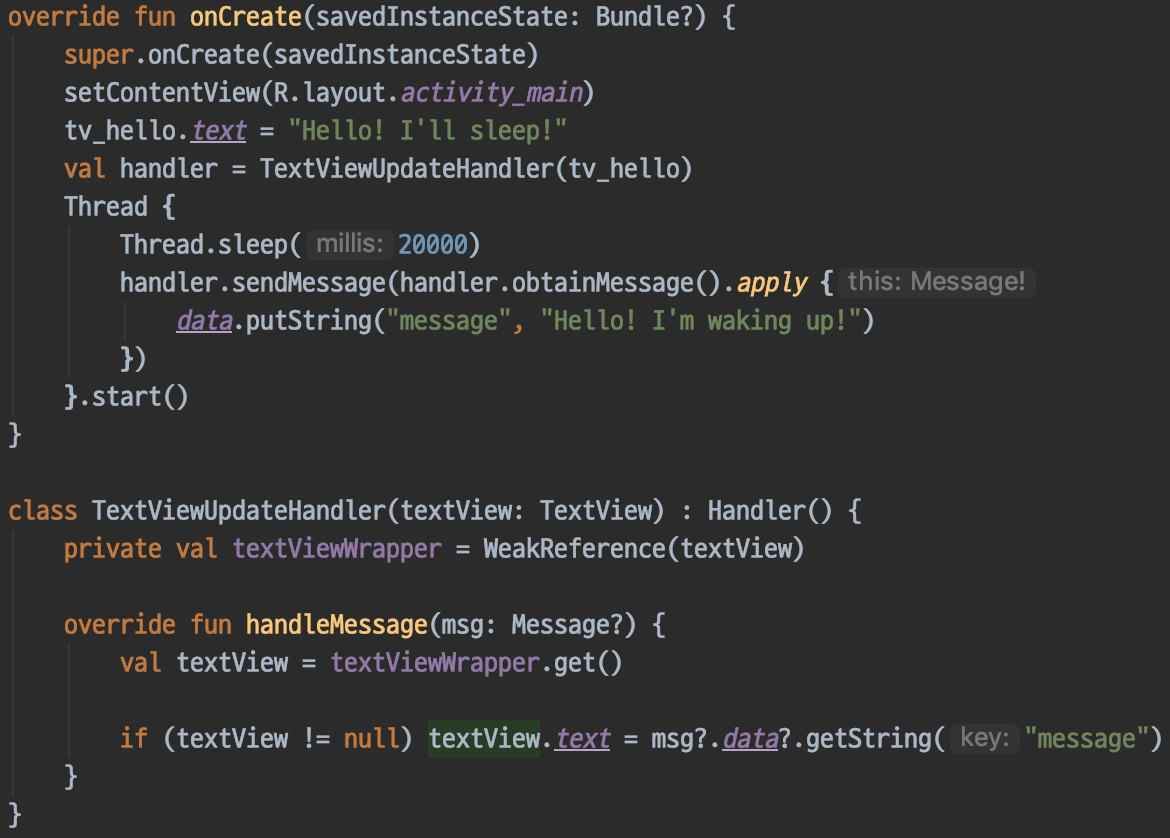 override fun onCreate(savedInstanceState: Bundle?) {
    super.onCreate(savedInstanceState)
    setContentView(R.layout.activity_main)
    tv_hello.text = "Hello! I'll sleep!"
    val handler = TextViewUpdateHandler(tv_hello)
    Thread {
        Thread.sleep( millis: 20000)
        handler.sendMessage(handler.obtainMessage().apply { this: Message!
            data.putString("message", "Hello! I'm waking up!")
        })
    }.start()
}

class TextViewUpdateHandler(textView: TextView) : Handler() {
    private val textViewWrapper = WeakReference(textView)

    override fun handleMessage(msg: Message?) {
        val textView = textViewWrapper.get()

        if (textView != null) textView.text = msg?.data?.getString( key: "message")
    }
}